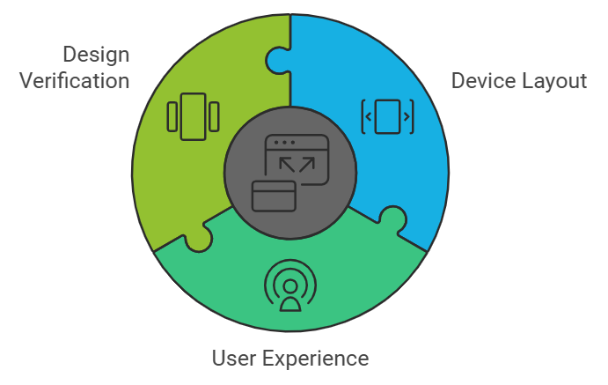 Design
Verification
Device Layout
User Experience